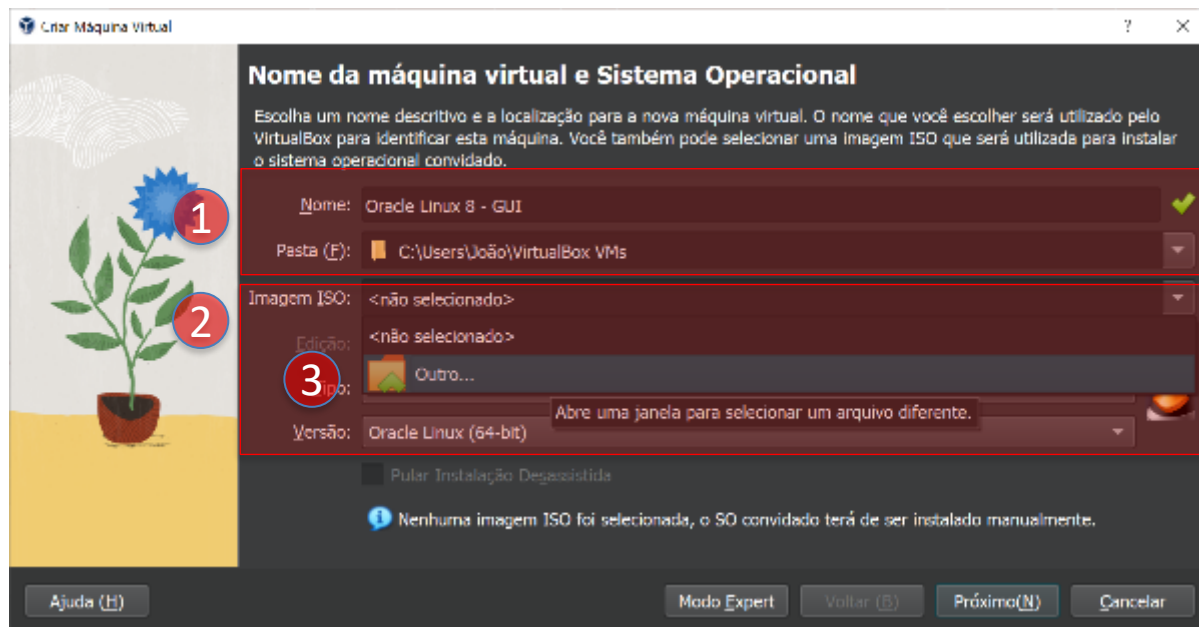 Criar Máquina Virtual
?
Nome da máquina virtual e Sistema Operacional
Escolha um nome descritivo e a localização para a nova máquina virtual. O nome que você escolher será utilizado pelo
VirtualBox para identificar esta máquina. Você também pode selecionar uma imagem ISO que será utilizada para instalar
o sistema operacional convidado.
1
Nome: Oracle Linux 8 - GUI
Pasta (F): C:\Users\João\VirtualBox VMs
2
Imagem ISO: <não selecionado>
Edição: <não selecionado>
3
Tipo: Outro...
Abre uma janela para selecionar um arquivo diferente.
Versão: Oracle Linux (64-bit)
Pular Instalação Desassistida
Nenhuma imagem ISO foi selecionada, o SO convidado terá de ser instalado manualmente.
Ajuda (H) Modo Expert Voltar (B) Próximo(N) Cancelar